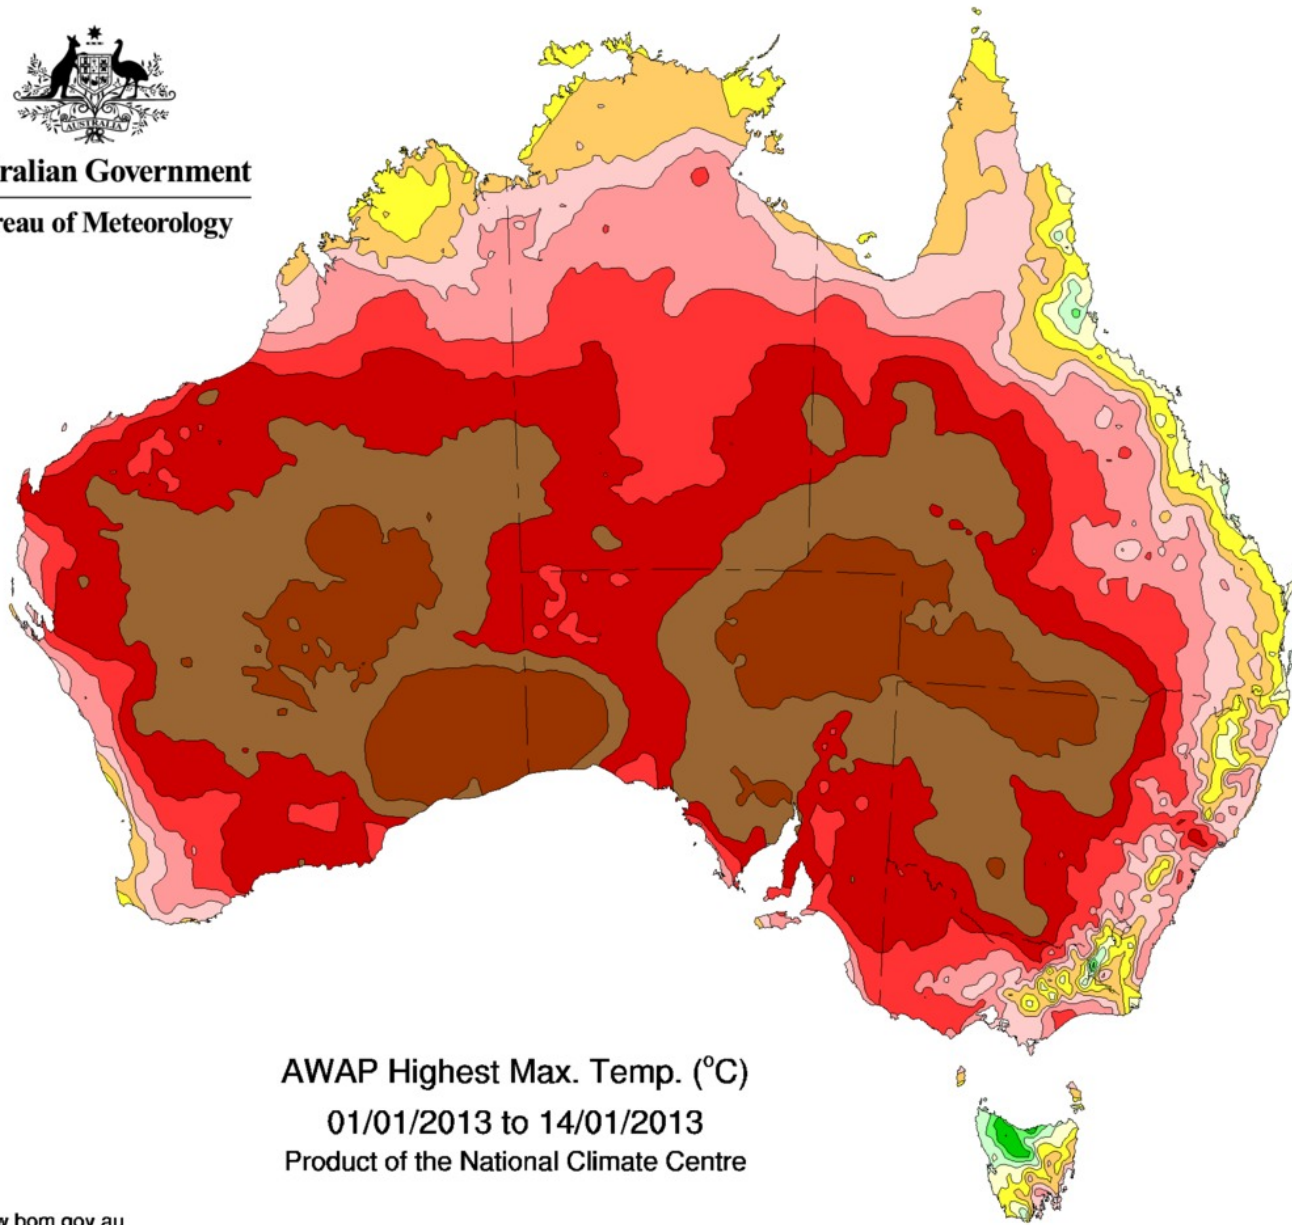 AUSTRALIA
ralian Government
reau of Meteorology
AWAP Highest Max. Temp. (°C)
01/01/2013 to 14/01/2013
Product of the National Climate Centre
w.bom.gov.au